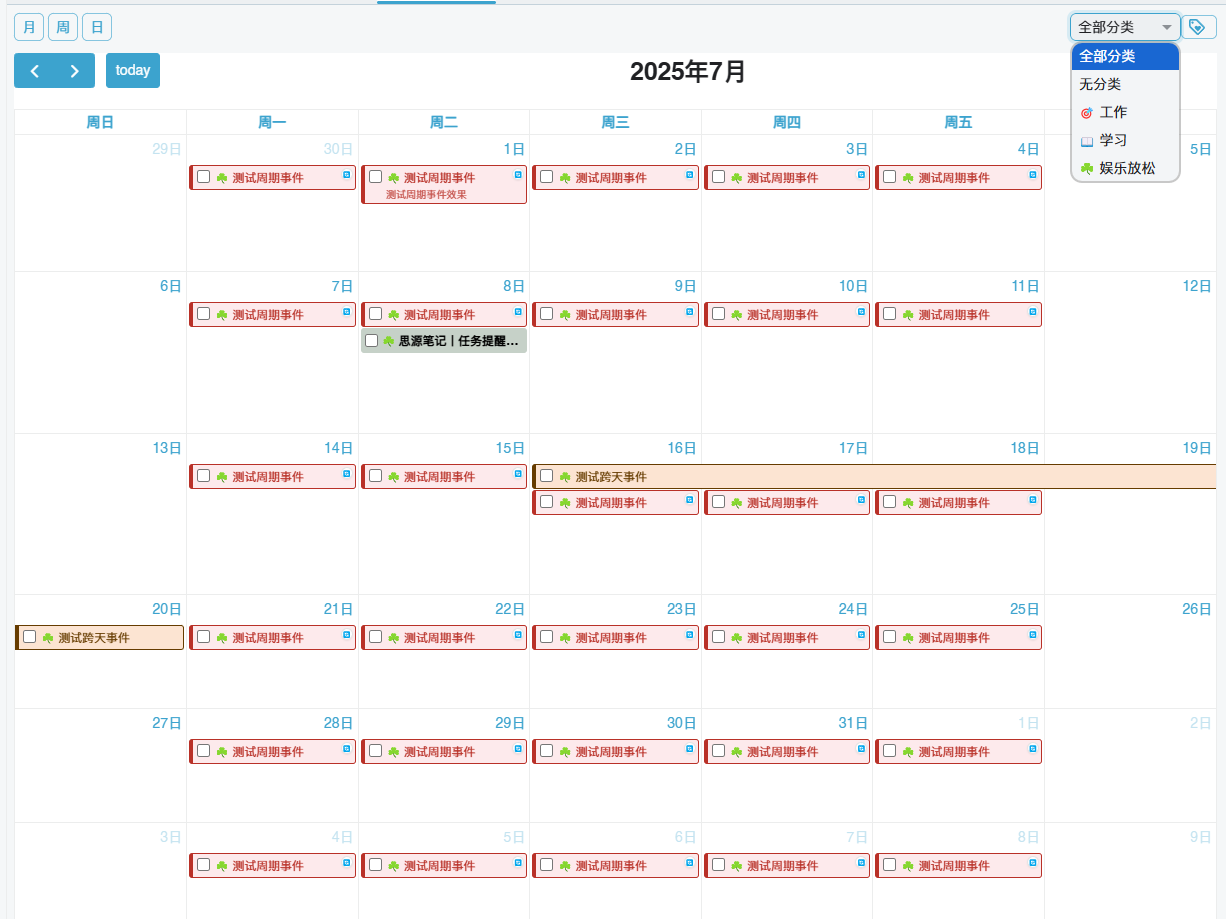 月 周 日 全部分类
today 2025年7月
全部分类
无分类
工作
学习
娱乐放松
周日 周一 周二 周三 周四 周五
29日 30日 1日 2日 3日 4日 5日
测试周期事件 测试周期事件 测试周期事件 测试周期事件 测试周期事件
测试周期事件效果
6日 7日 8日 9日 10日 11日 12日
测试周期事件 测试周期事件 测试周期事件 测试周期事件 测试周期事件
思源笔记丨任务提醒...
13日 14日 15日 16日 17日 18日 19日
测试周期事件 测试周期事件 测试跨天事件
测试周期事件 测试周期事件 测试周期事件
20日 21日 22日 23日 24日 25日 26日
测试跨天事件 测试周期事件 测试周期事件 测试周期事件 测试周期事件 测试周期事件
27日 28日 29日 30日 31日 1日 2日
测试周期事件 测试周期事件 测试周期事件 测试周期事件 测试周期事件
3日 4日 5日 6日 7日 8日 9日
测试周期事件 测试周期事件 测试周期事件 测试周期事件 测试周期事件